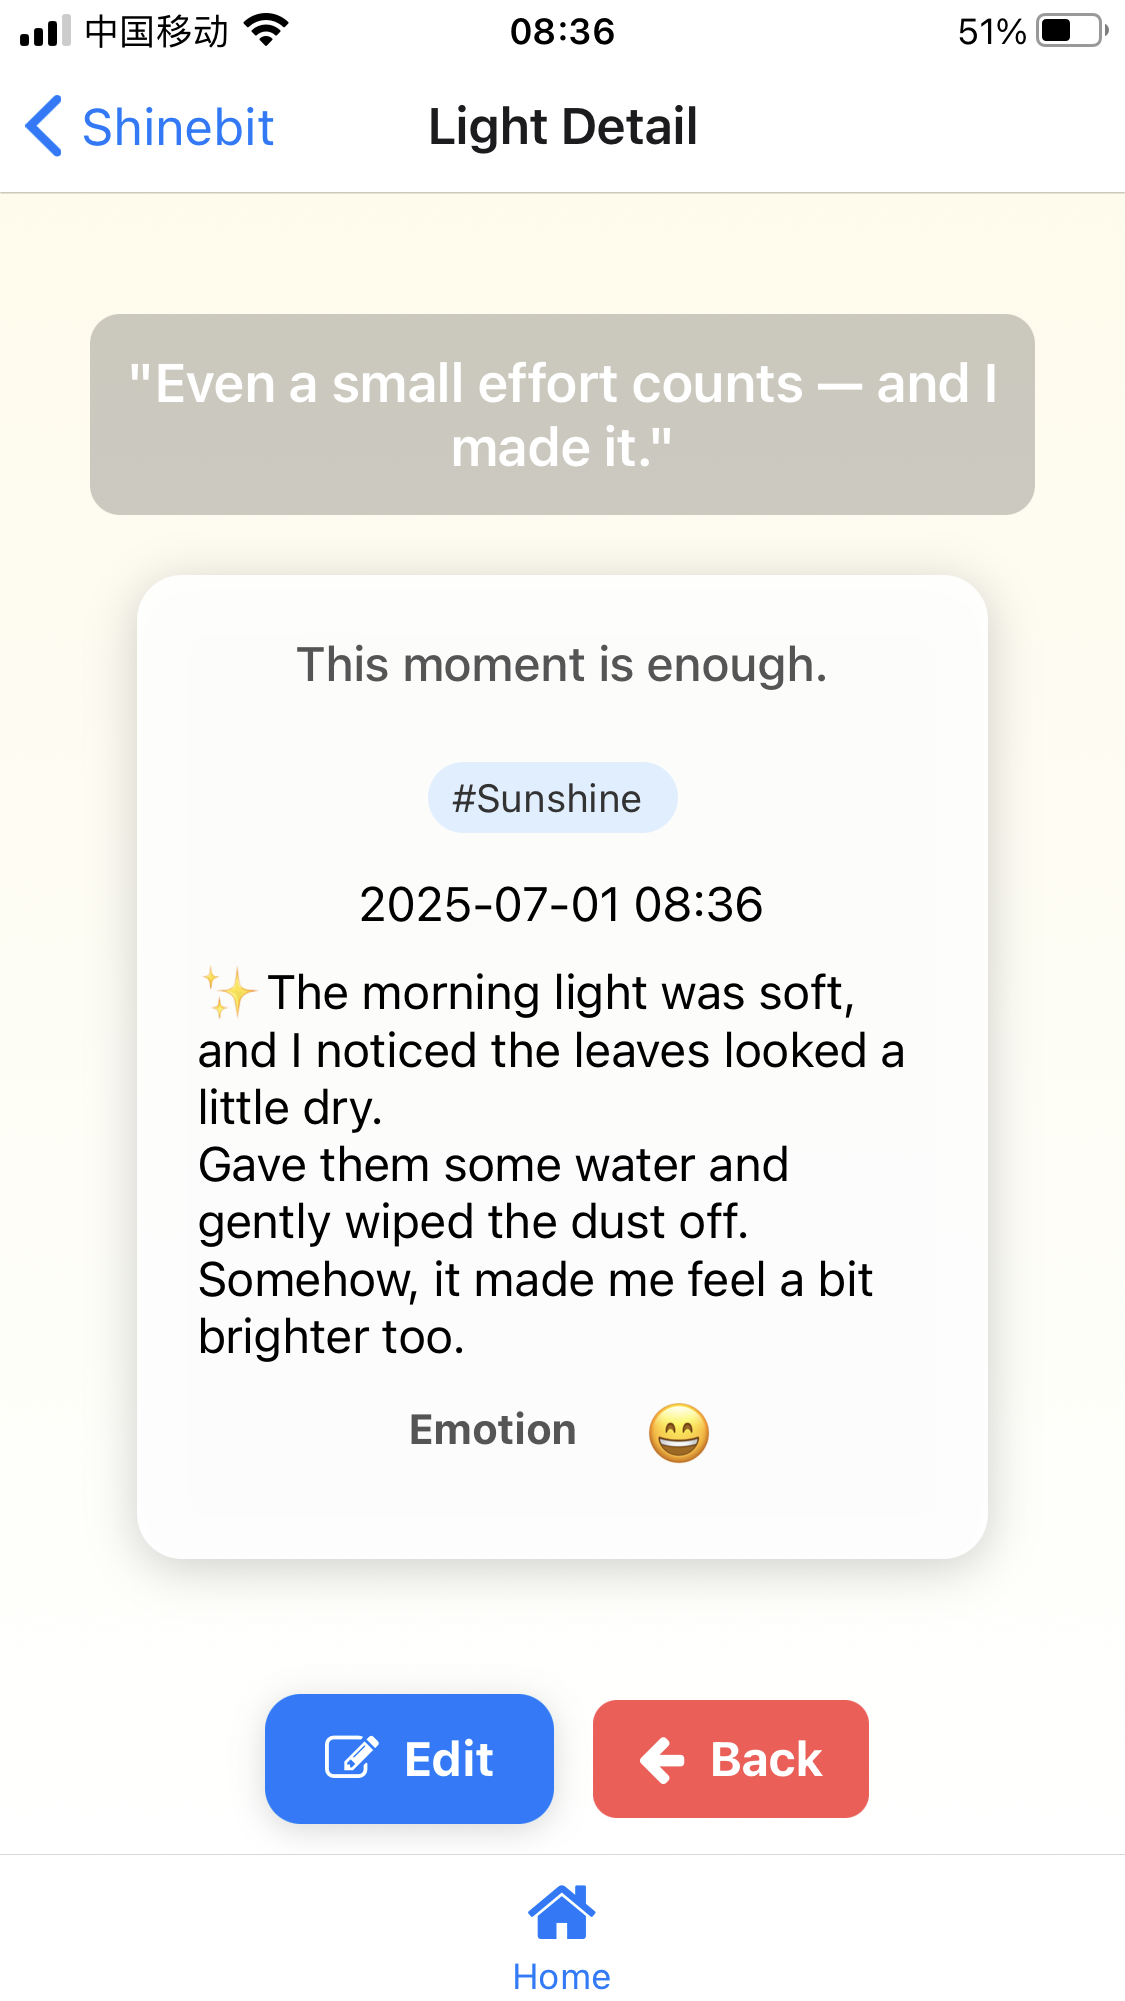 中国移动 08:36 51%
Shinebit Light Detail
"Even a small effort counts — and I
made it."
This moment is enough.
#Sunshine
2025-07-01 08:36
✨ The morning light was soft,
and I noticed the leaves looked a
little dry.
Gave them some water and
gently wiped the dust off.
Somehow, it made me feel a bit
brighter too.
Emotion 😄
Edit Back
Home